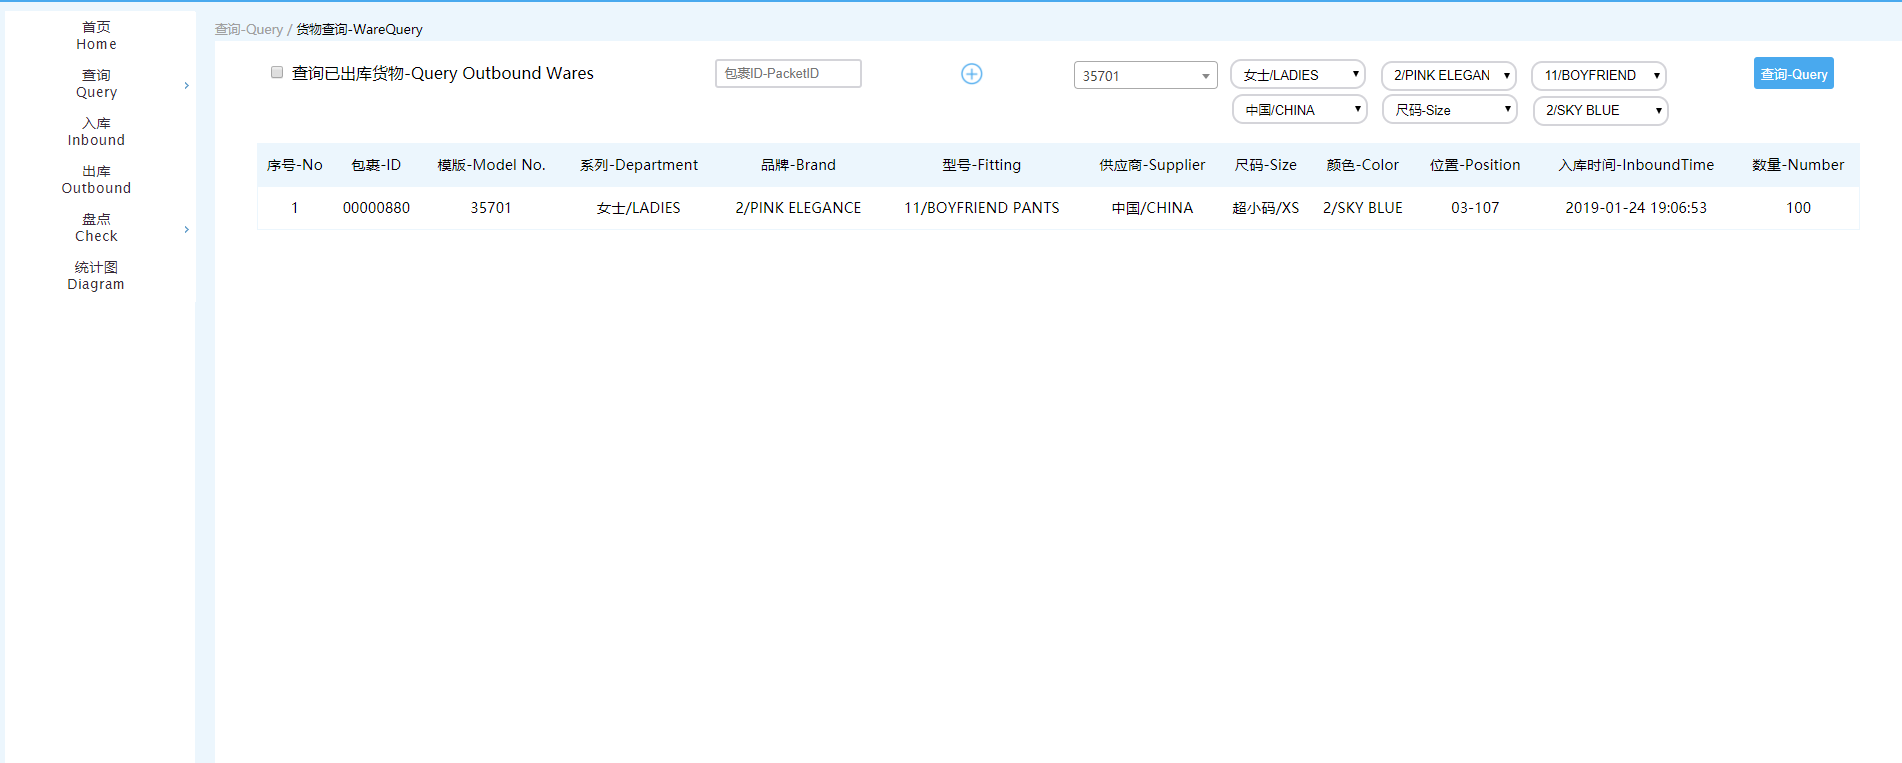 首页
Home
查询
Query
入库
Inbound
出库
Outbound
盘点
Check
统计图
Diagram
查询-Query / 货物查询-WareQuery
查询已出库货物-Query Outbound Wares
包裹ID-PacketID
35701
女士/LADIES
2/PINK ELEGAN
11/BOYFRIEND
查询-Query
中国/CHINA
尺码-Size
2/SKY BLUE
序号-No 包裹-ID 模版-Model No. 系列-Department 品牌-Brand 型号-Fitting 供应商-Supplier 尺码-Size 颜色-Color 位置-Position 入库时间-InboundTime 数量-Number
1 00000880 35701 女士/LADIES 2/PINK ELEGANCE 11/BOYFRIEND PANTS 中国/CHINA 超小码/XS 2/SKY BLUE 03-107 2019-01-24 19:06:53 100